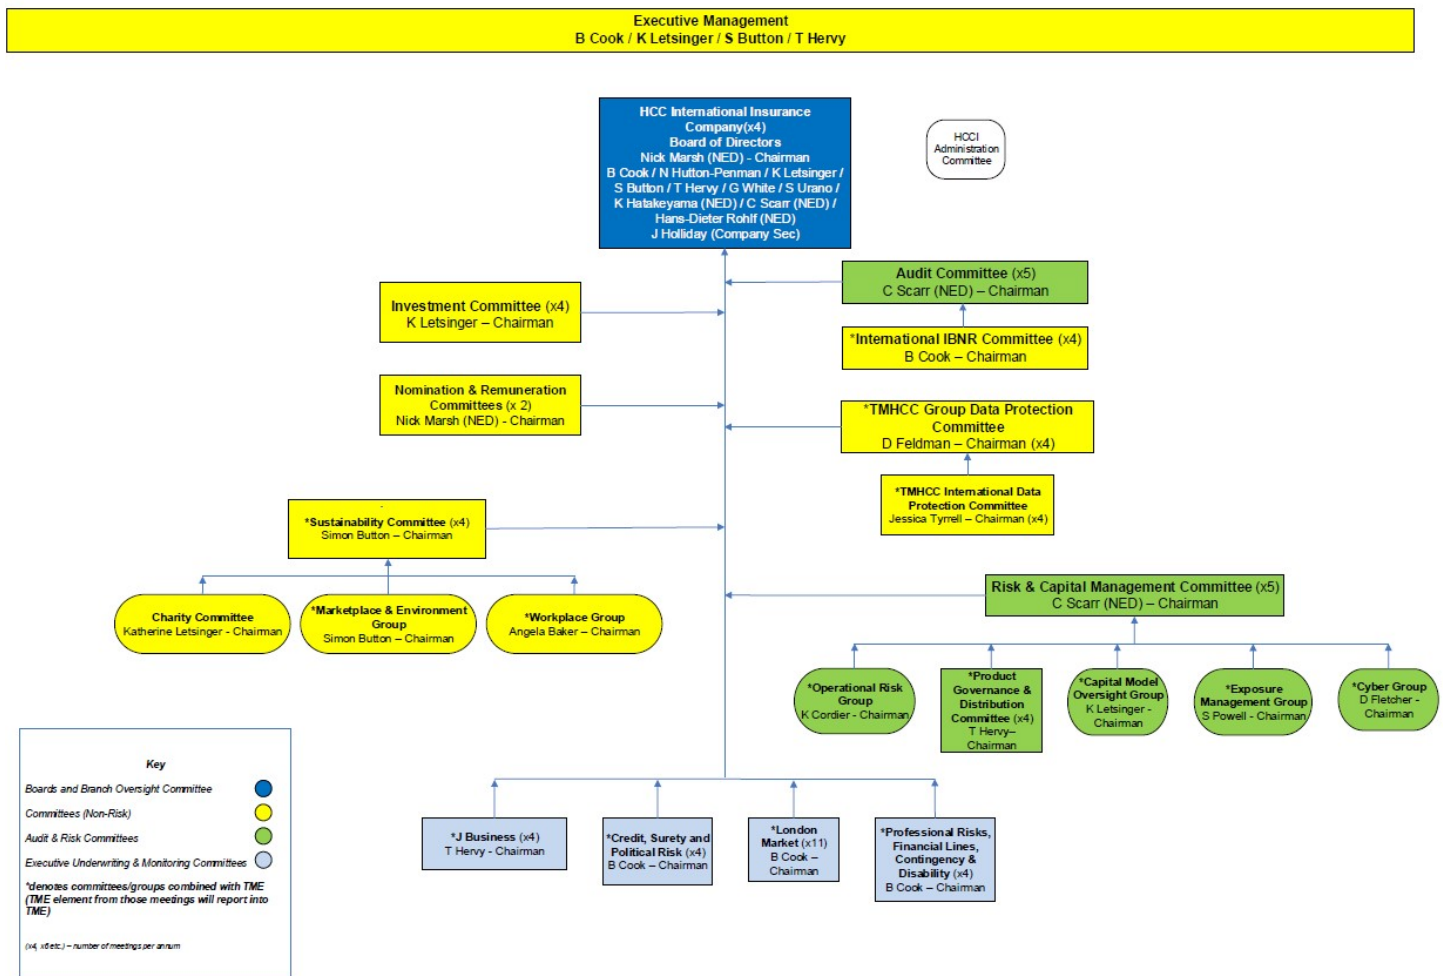 Executive Management
B Cook / K Letsinger / S Button / T Hervy
HCC International Insurance
Company(x4)
Board of Directors
Nick Marsh (NED) - Chairman
B Cook / N Hutton-Penman / K Letsinger /
S Button / T Hervy / G White / S Urano /
K Hatakeyama (NED) / C Scarr (NED) /
Hans-Dieter Rohlf (NED)
J Holliday (Company Sec)
HCCI
Administration
Committee
Investment Committee (x4)
K Letsinger – Chairman
Audit Committee (x5)
C Scarr (NED) – Chairman
*International IBNR Committee (x4)
B Cook – Chairman
Nomination & Remuneration
Committees (x 2)
Nick Marsh (NED) - Chairman
*TMHCC Group Data Protection
Committee
D Feldman – Chairman (x4)
*TMHCC International Data
Protection Committee
Jessica Tyrrell – Chairman (x4)
*Sustainability Committee (x4)
Simon Button – Chairman
Charity Committee
Katherine Letsinger - Chairman
*Marketplace & Environment
Group
Simon Button – Chairman
*Workplace Group
Angela Baker – Chairman
Risk & Capital Management Committee (x5)
C Scarr (NED) – Chairman
*Operational Risk
Group
K Cordier - Chairman
*Product
Governance &
Distribution
Committee (x4)
T Hervy–
Chairman
*Capital Model
Oversight Group
K Letsinger -
Chairman
*Exposure
Management Group
S Powell - Chairman
*Cyber Group
D Fletcher -
Chairman
Key
Boards and Branch Oversight Committee
Committees (Non-Risk)
Audit & Risk Committees
Executive Underwriting & Monitoring Committees
*denotes committees/groups combined with TME
(TME element from those meetings will report into
TME)
(x4, x6 etc.) – number of meetings per annum
*J Business (x4)
T Hervy - Chairman
*Credit, Surety and
Political Risk (x4)
B Cook – Chairman
*London
Market (x11)
B Cook –
Chairman
*Professional Risks,
Financial Lines,
Contingency &
Disability (x4)
B Cook – Chairman